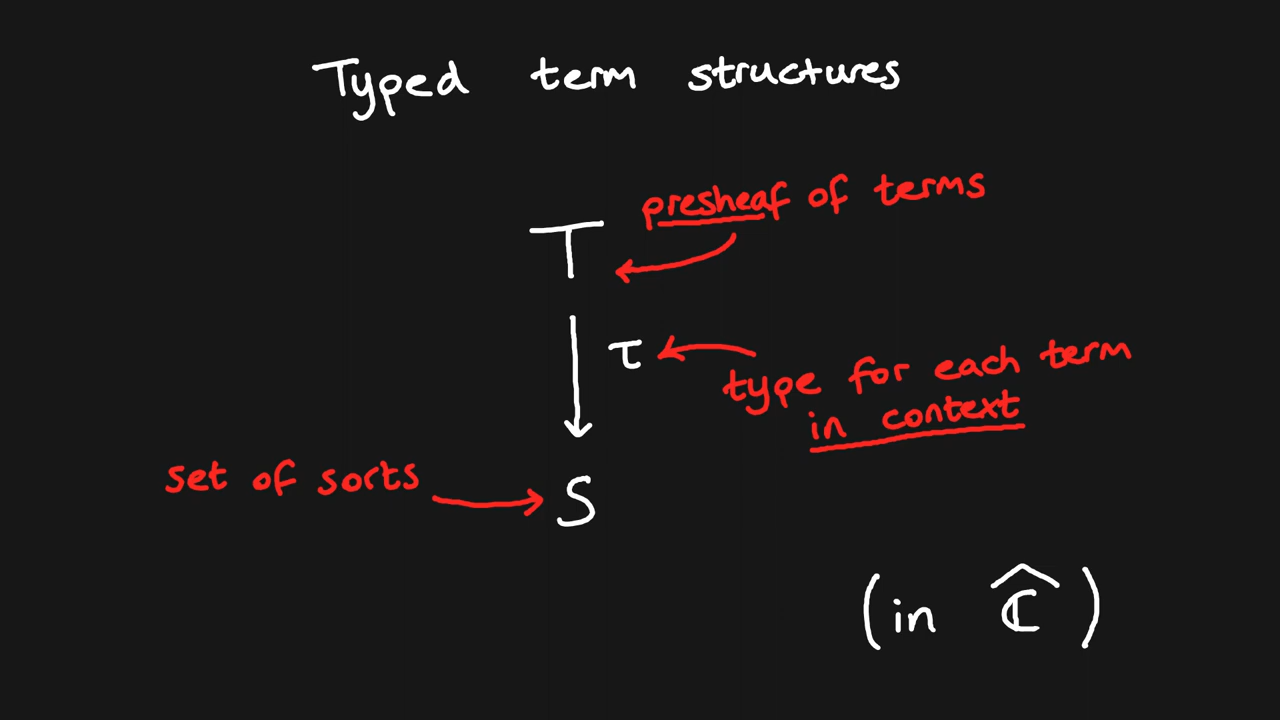 Typed term structures
presheaf of terms
T
τ
type for each term
in context
set of sorts
S
(in ℂ̂)